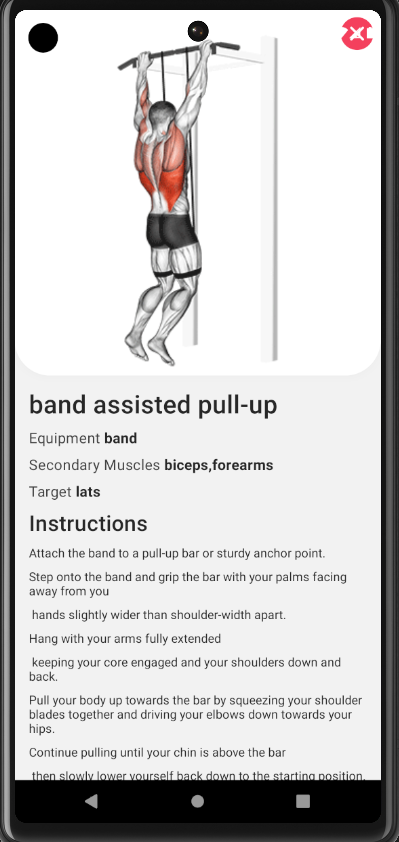 band assisted pull-up
Equipment band
Secondary Muscles biceps,forearms
Target lats
Instructions
Attach the band to a pull-up bar or sturdy anchor point.
Step onto the band and grip the bar with your palms facing
away from you
hands slightly wider than shoulder-width apart.
Hang with your arms fully extended
keeping your core engaged and your shoulders down and
back.
Pull your body up towards the bar by squeezing your shoulder
blades together and driving your elbows down towards your
hips.
Continue pulling until your chin is above the bar
then slowly lower yourself back down to the starting position.